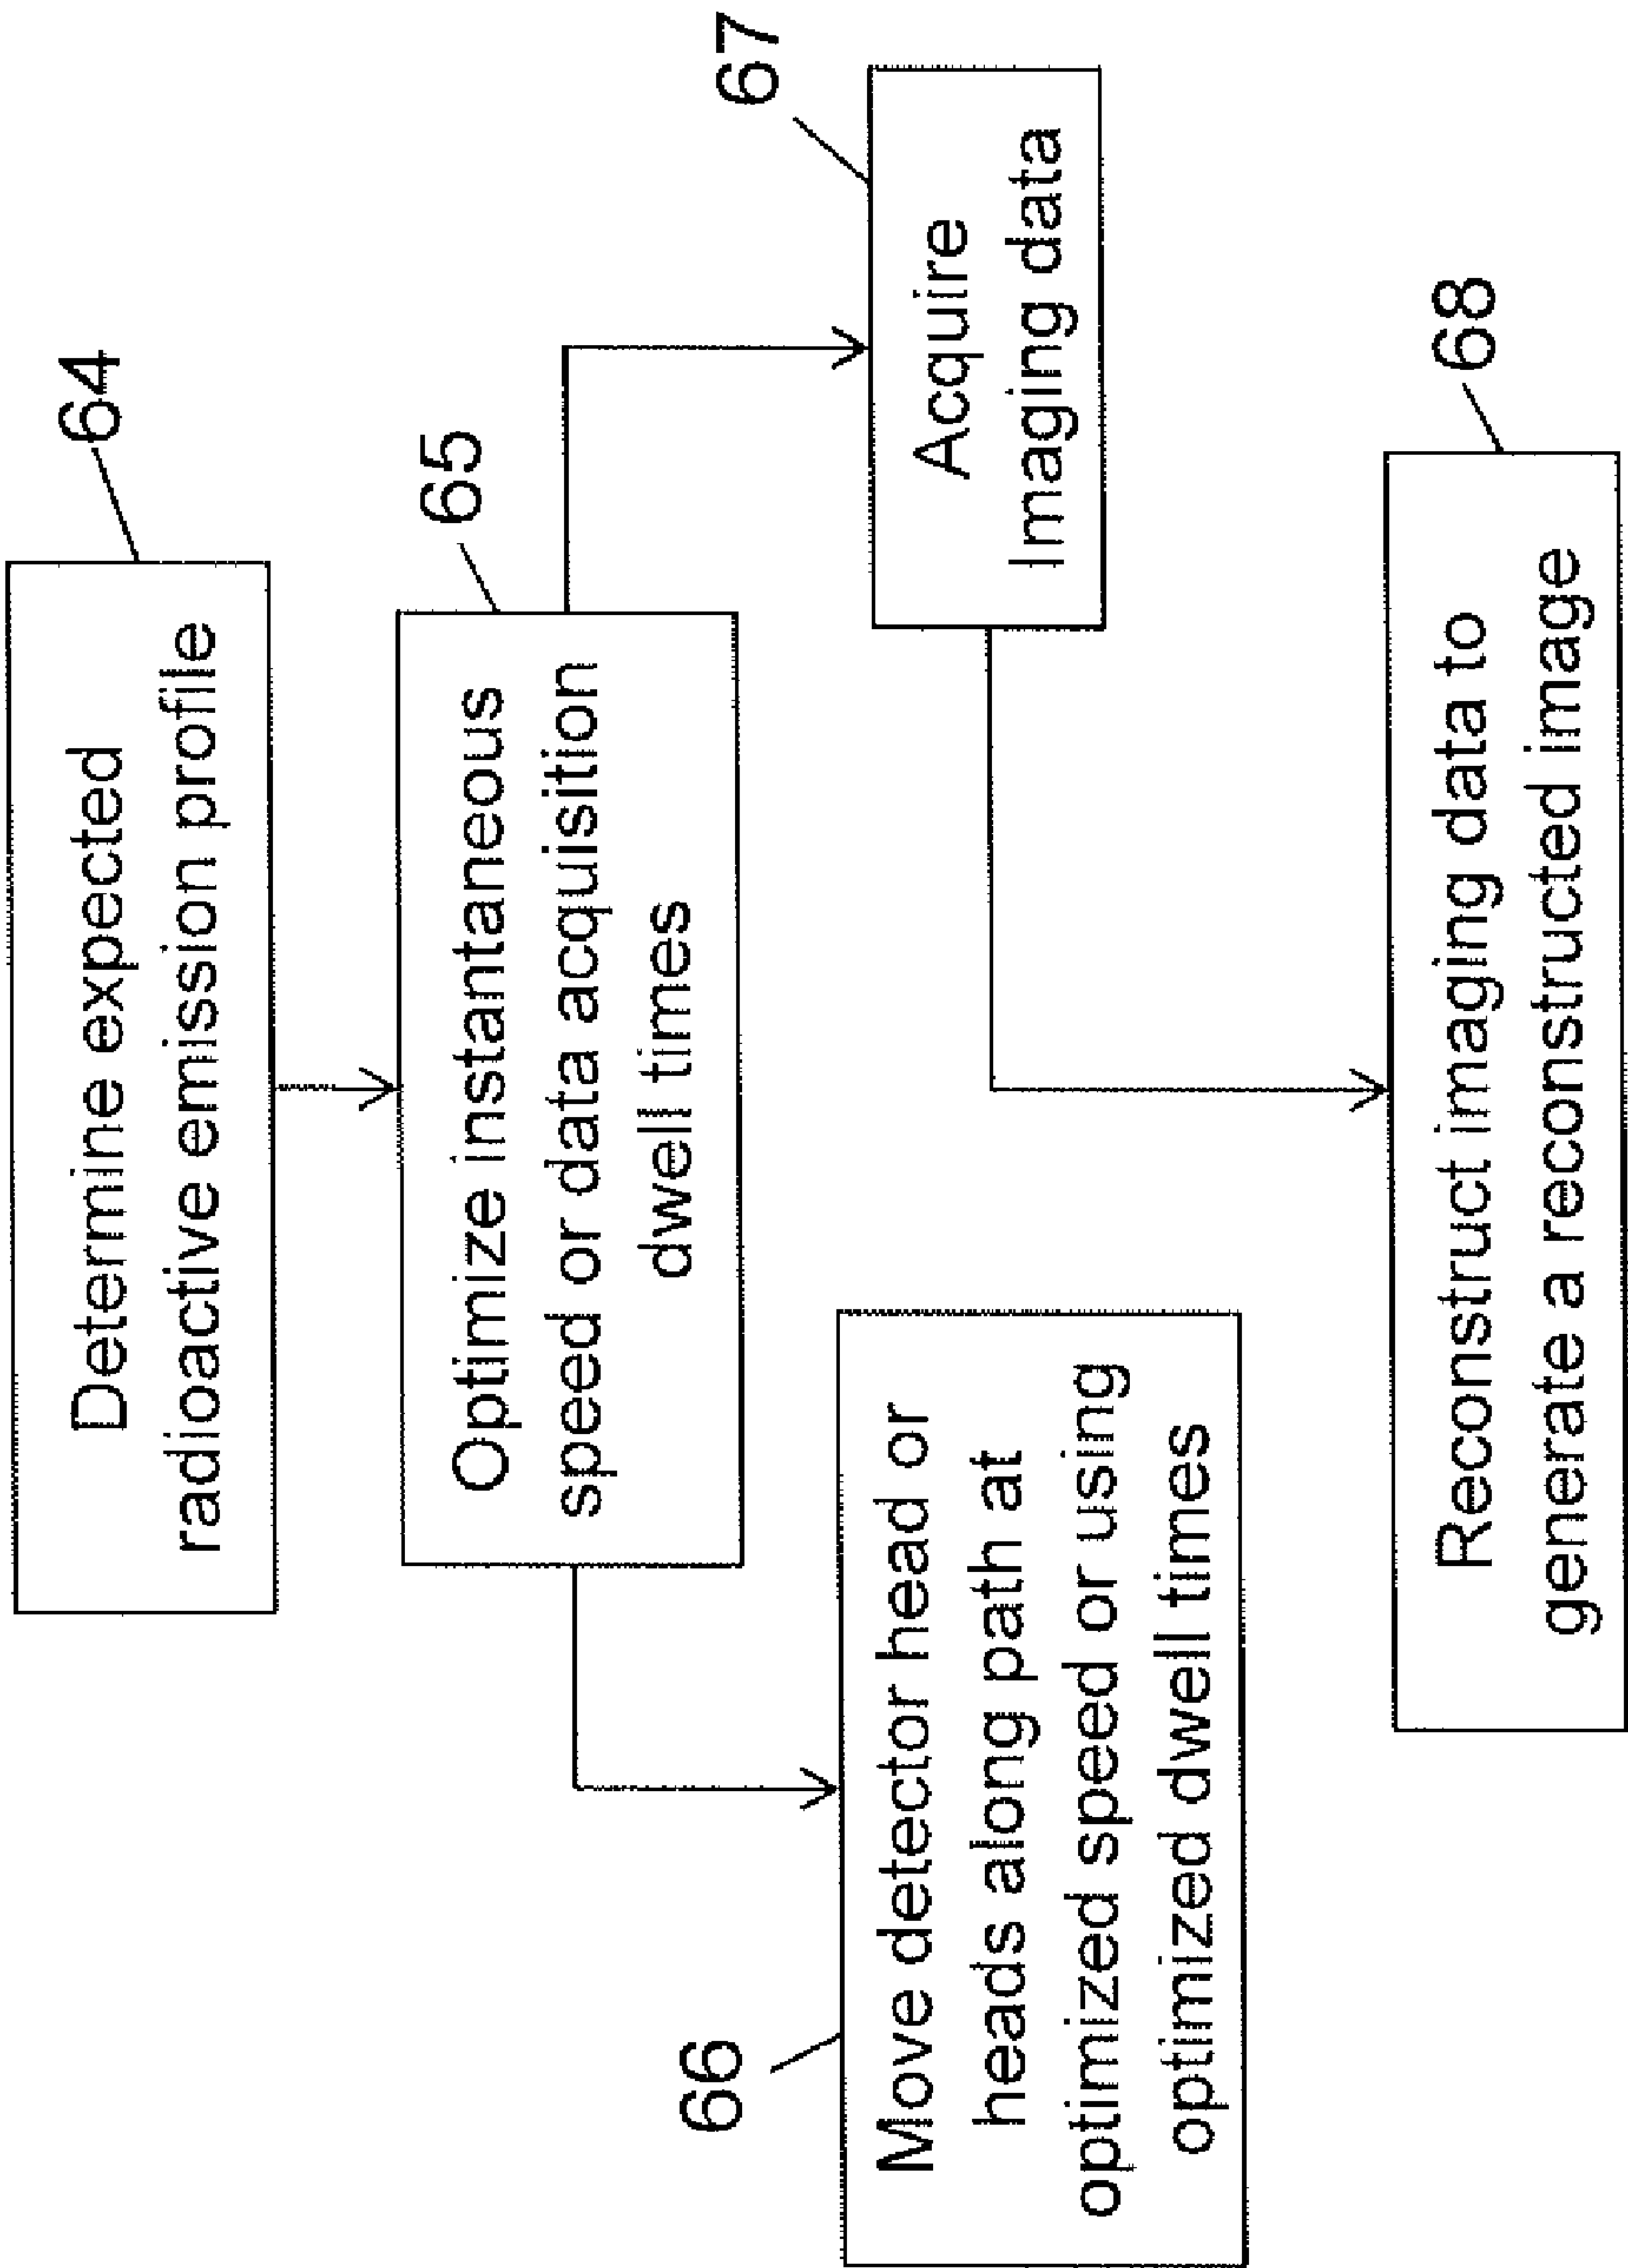 64
Determine expected
radioactive emission profile
65
Optimize instantaneous
speed or data acquisition
dwell times
66
Move detector head or
heads along path at
optimized speed or using
optimized dwell times
67
Acquire
Imaging data
68
Reconstruct imaging data to
generate a reconstructed image